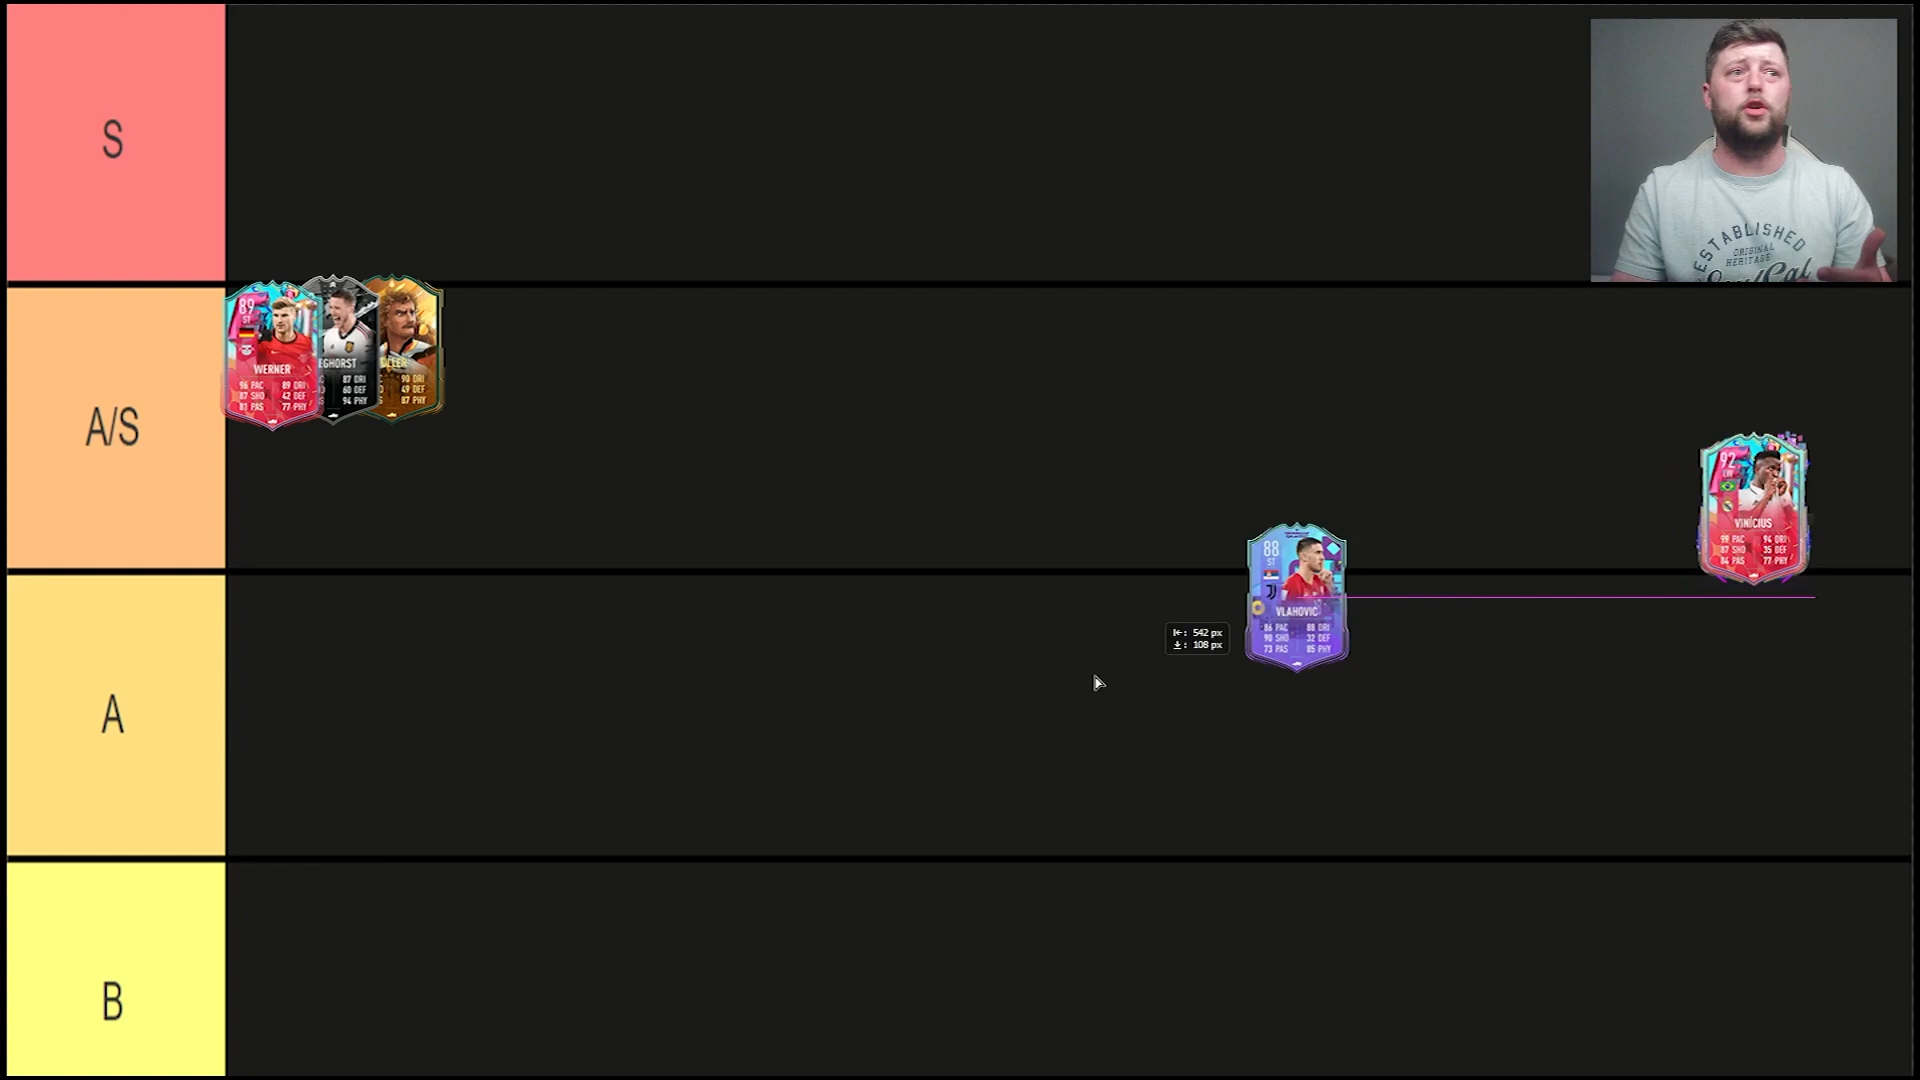 S
ESTABLISHED
ORIGINAL
HERITAGE
A/S
89
ST
WERNER
96 PAC 89 DRI
87 SHO 42 DEF
81 PAS 77 PHY
EGHORST
87 DRI
60 DEF
94 PHY
LLER
90 DRI
49 DEF
87 PHY
92
LW
VINÍCIUS
99 PAC 94 DRI
87 SHO 35 DEF
84 PAS 77 PHY
88
ST
VLAHOVIĆ
86 PAC 88 DRI
90 SHO 32 DEF
73 PAS 85 PHY
542 px
108 px
A
B